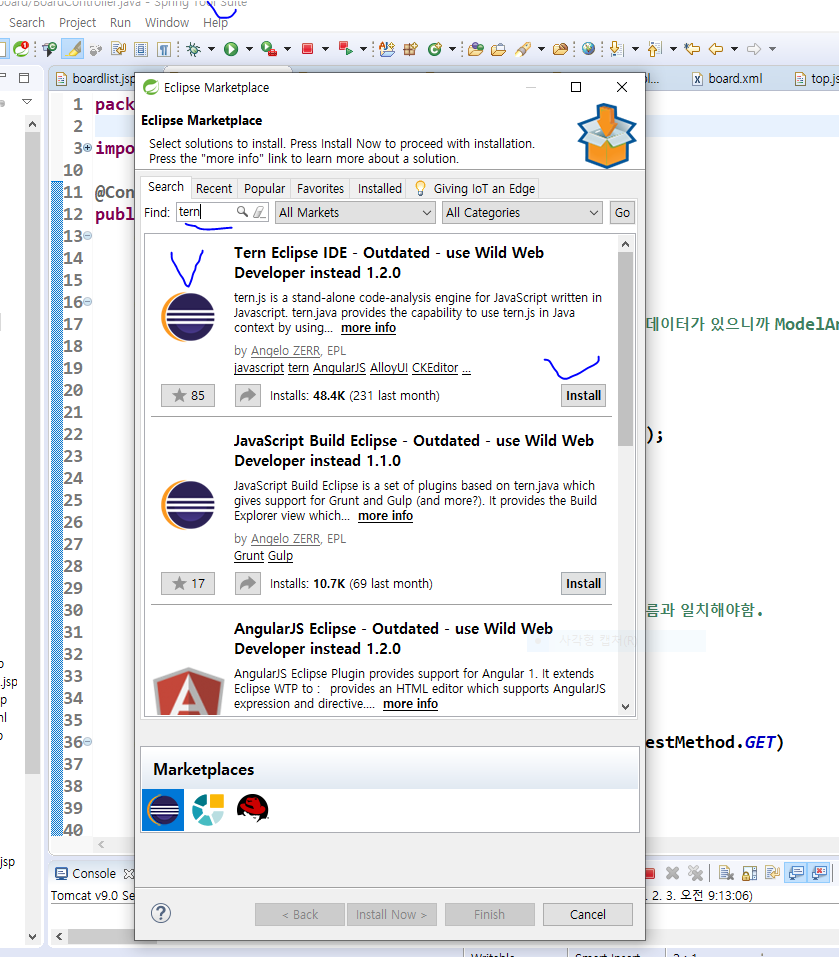 board/BoardController.java - Spring Tool Suite
Search Project Run Window Help
boardlist.jsp
board.xml
top.js
1 pack
2
3 impo
10
11 @Con
12 publ
13
14
15
16
17 데이터가 있으니까 ModelAn
18
19
20
21
22 );
23
24
25
26
27
28
29
30 름과 일치해야함.
31
32
33
34
35
36 estMethod.GET)
37
38
39
40
Eclipse Marketplace
Eclipse Marketplace
Select solutions to install. Press Install Now to proceed with installation.
Press the "more info" link to learn more about a solution.
Search Recent Popular Favorites Installed Giving IoT an Edge
Find: tern All Markets All Categories Go
Tern Eclipse IDE - Outdated - use Wild Web
Developer instead 1.2.0
tern.js is a stand-alone code-analysis engine for JavaScript written in
Javascript. tern.java provides the capability to use tern.js in Java
context by using... more info
by Angelo ZERR, EPL
javascript tern AngularJS AlloyUI CKEditor ...
85 Installs: 48.4K (231 last month) Install
JavaScript Build Eclipse - Outdated - use Wild Web
Developer instead 1.1.0
JavaScript Build Eclipse is a set of plugins based on tern.java which
gives support for Grunt and Gulp (and more?). It provides the Build
Explorer view which... more info
by Angelo ZERR, EPL
Grunt Gulp
17 Installs: 10.7K (69 last month) Install
AngularJS Eclipse - Outdated - use Wild Web
Developer instead 1.2.0
AngularJS Eclipse Plugin provides support for Angular 1. It extends
Eclipse WTP to : provides an HTML editor which supports AngularJS
expression and directive.... more info
사각형 캡처(R)
Marketplaces
.jsp
jsp
Console
Tomcat v9.0 Se
. 2. 3. 오전 9:13:06)
< Back Install Now > Finish Cancel
Writable Smart Insert